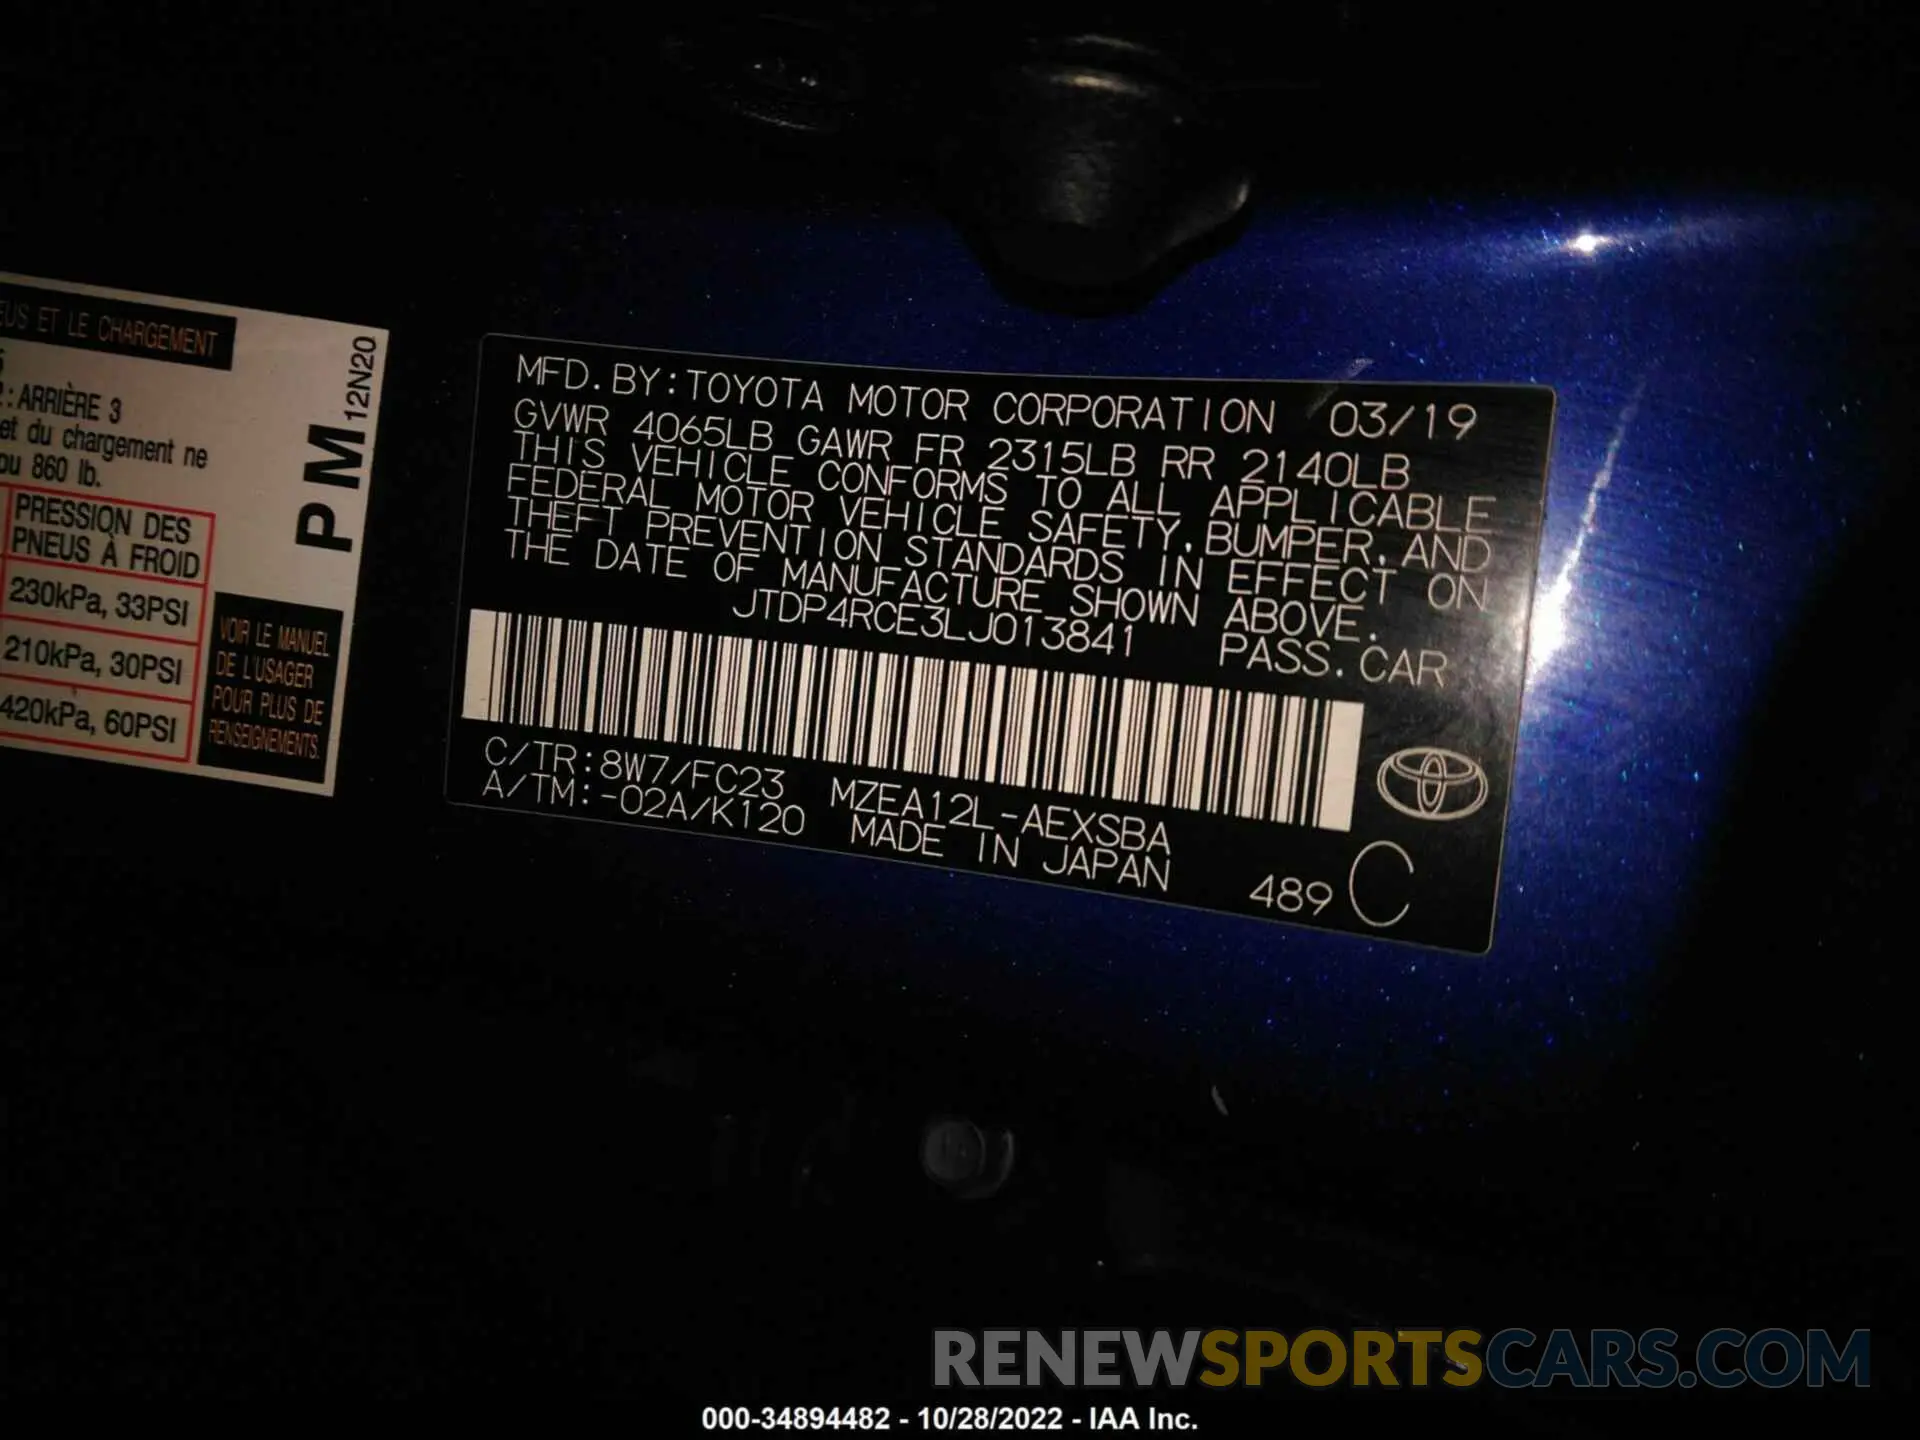 EUS ET LE CHARGEMENT
: ARRIÈRE 3
et du chargement ne
ou 860 lb.
PRESSION DES
PNEUS À FROID
230kPa, 33PSI
210kPa, 30PSI
420kPa, 60PSI
VOIR LE MANUEL
DE L'USAGER
POUR PLUS DE
RENSEIGNEMENTS.
PM 12N20
MFD. BY: TOYOTA MOTOR CORPORATION 03/19
GVWR 4065LB GAWR FR 2315LB RR 2140LB
THIS VEHICLE CONFORMS TO ALL APPLICABLE
FEDERAL MOTOR VEHICLE SAFETY, BUMPER, AND
THEFT PREVENTION STANDARDS IN EFFECT ON
THE DATE OF MANUFACTURE SHOWN ABOVE.
JTDP4RCE3LJ013841 PASS. CAR
C/TR: 8W7/FC23 MZEA12L-AEXSBA
A/TM: -02A/K120 MADE IN JAPAN
489 C
RENEWSPORTSCARS.COM
000-34894482 - 10/28/2022 - IAA Inc.